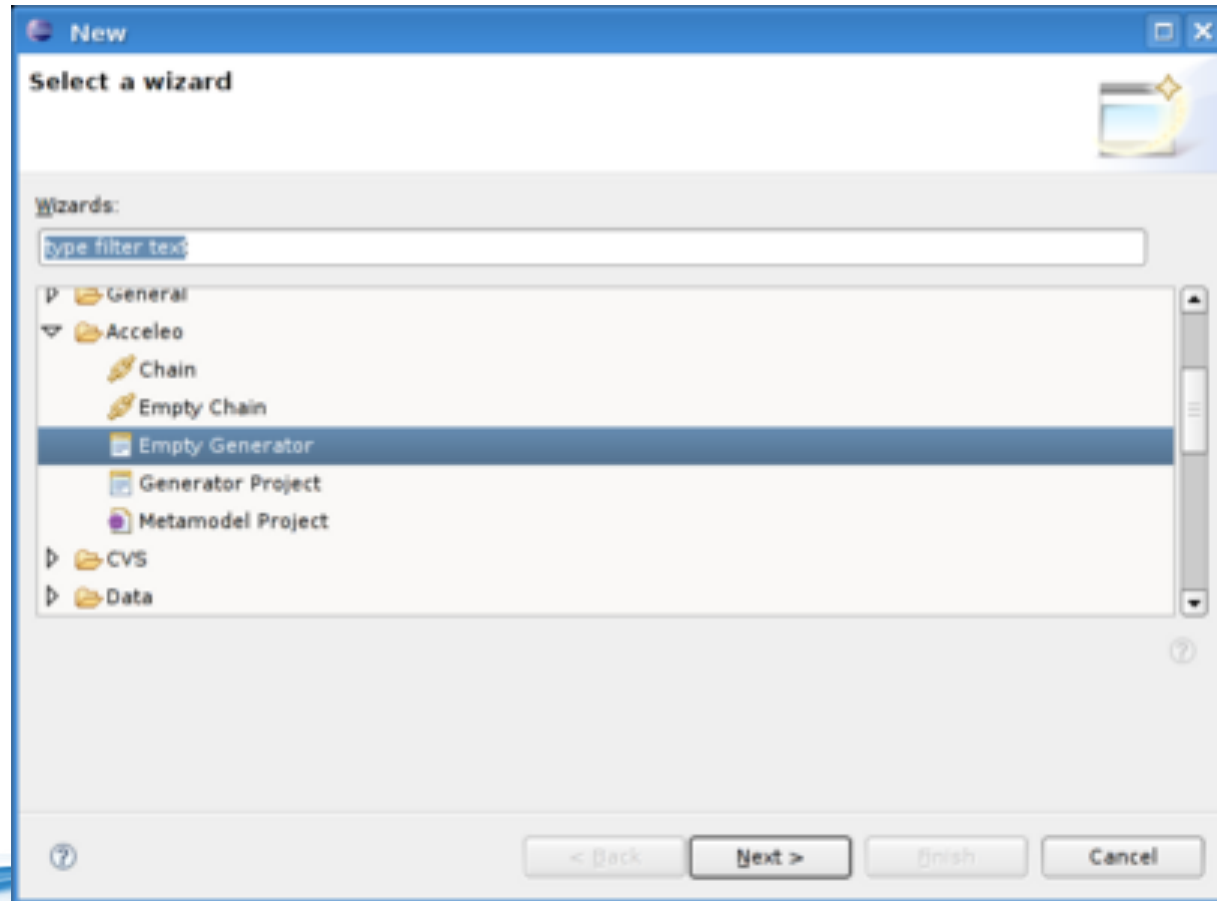 New
Select a wizard
Wizards:
type filter text
General
Acceleo
Chain
Empty Chain
Empty Generator
Generator Project
Metamodel Project
CVS
Data
< Back
Next >
Finish
Cancel